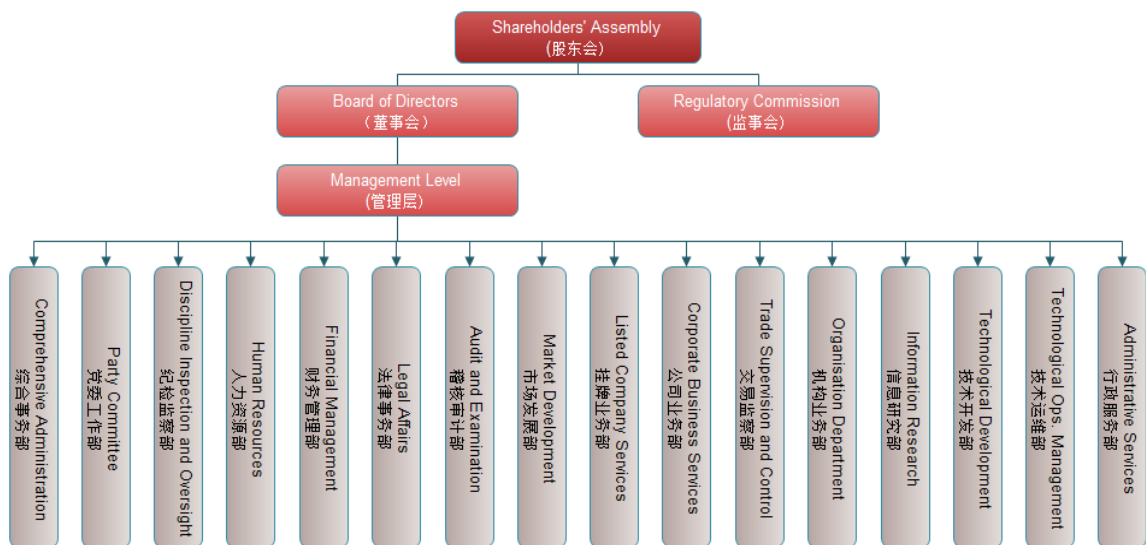 Shareholders' Assembly
(股东会)
Board of Directors
（董事会）
Regulatory Commission
(监事会)
Management Level
(管理层)
Comprehensive Administration
综合事务部
Party Committee
党委工作部
Discipline Inspection and Oversight
纪检监察部
Human Resources
人力资源部
Financial Management
财务管理部
Legal Affairs
法律事务部
Audit and Examination
稽核审计部
Market Development
市场发展部
Listed Company Services
挂牌业务部
Corporate Business Services
公司业务部
Trade Supervision and Control
交易监察部
Organisation Department
机构业务部
Information Research
信息研究部
Technological Development
技术开发部
Technological Ops. Management
技术运维部
Administrative Services
行政服务部